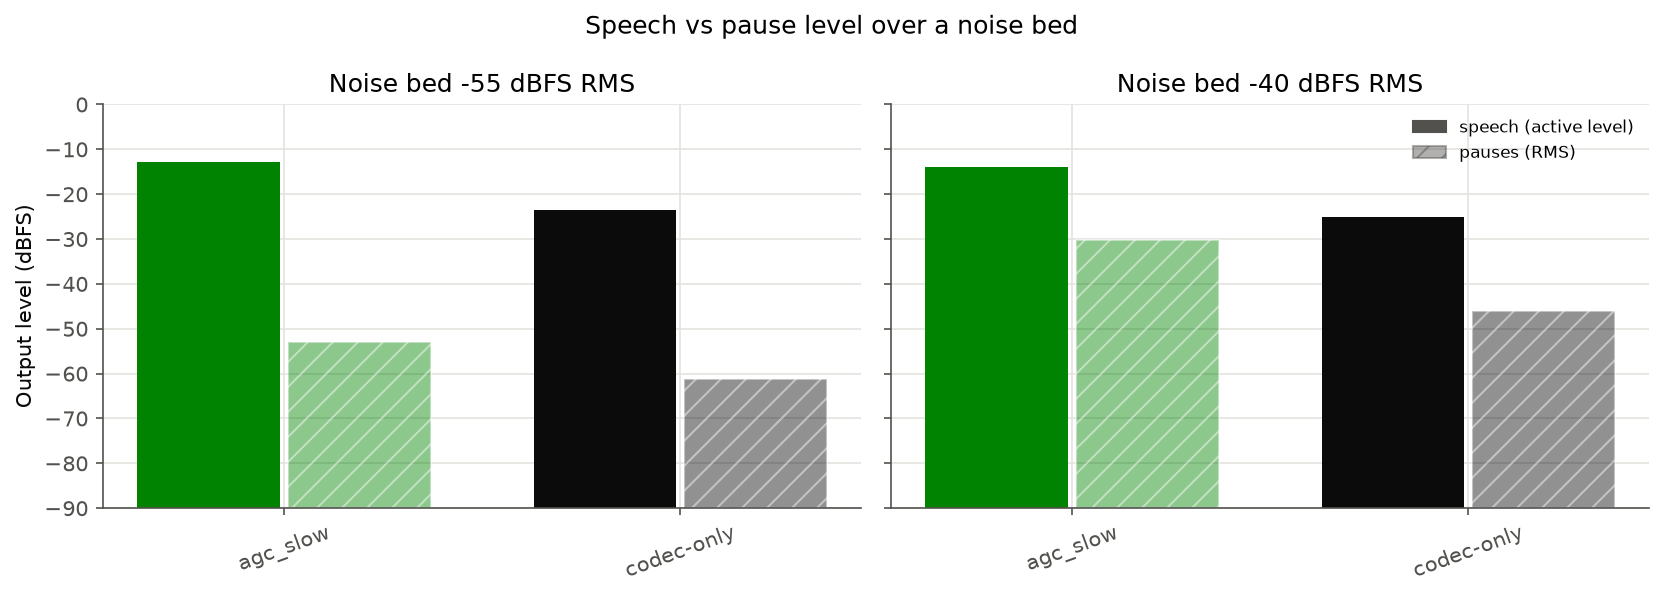 Speech vs pause level over a noise bed
Noise bed -55 dBFS RMS
Noise bed -40 dBFS RMS
Output level (dBFS)
0
−10
−20
−30
−40
−50
−60
−70
−80
−90
speech (active level)
pauses (RMS)
agc_slow
codec-only
agc_slow
codec-only